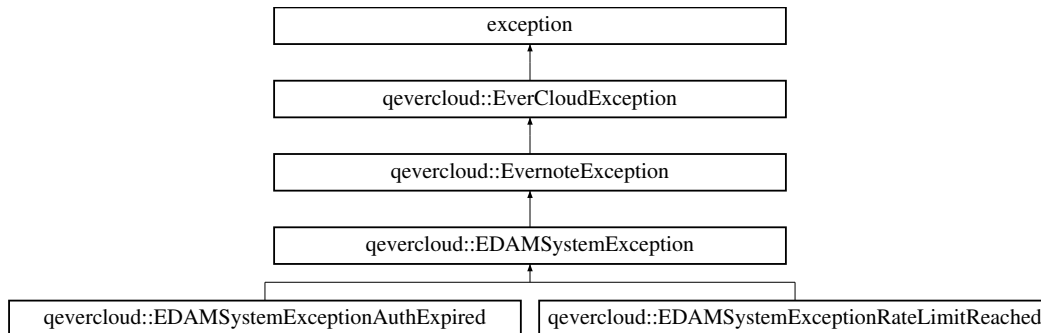 exception
qevercloud::EverCloudException
qevercloud::EvernoteException
qevercloud::EDAMSystemException
qevercloud::EDAMSystemExceptionAuthExpired
qevercloud::EDAMSystemExceptionRateLimitReached